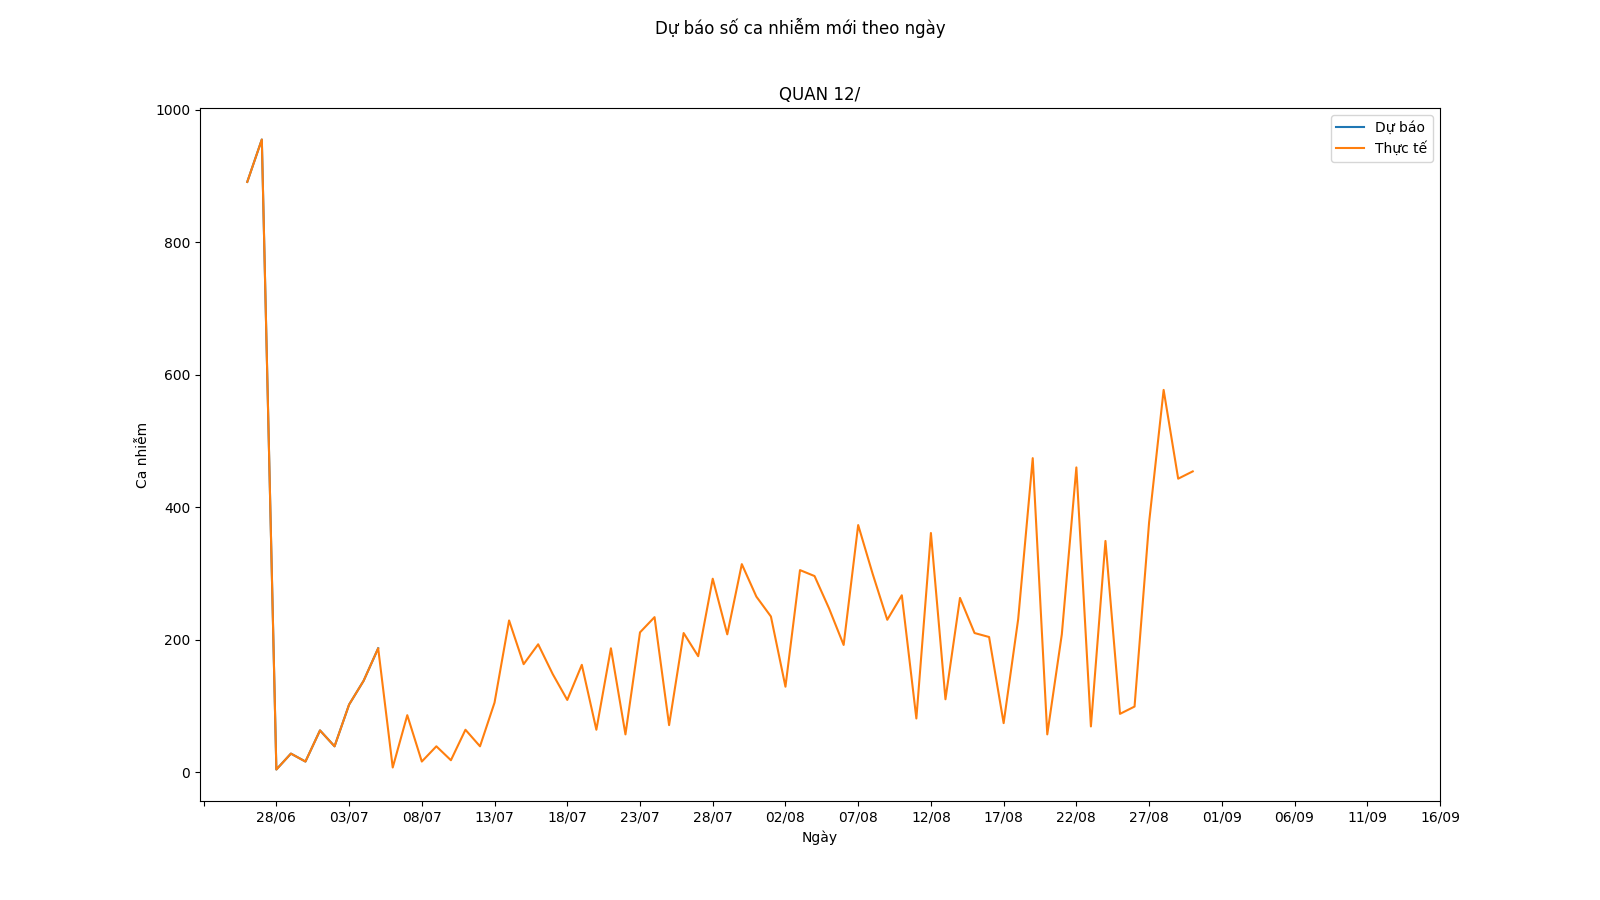 Dự báo số ca nhiễm mới theo ngày
QUAN 12/
1000
800
600
400
200
0
Ca nhiễm
Dự báo
Thực tế
28/06 03/07 08/07 13/07 18/07 23/07 28/07 02/08 07/08 12/08 17/08 22/08 27/08 01/09 06/09 11/09 16/09
Ngày